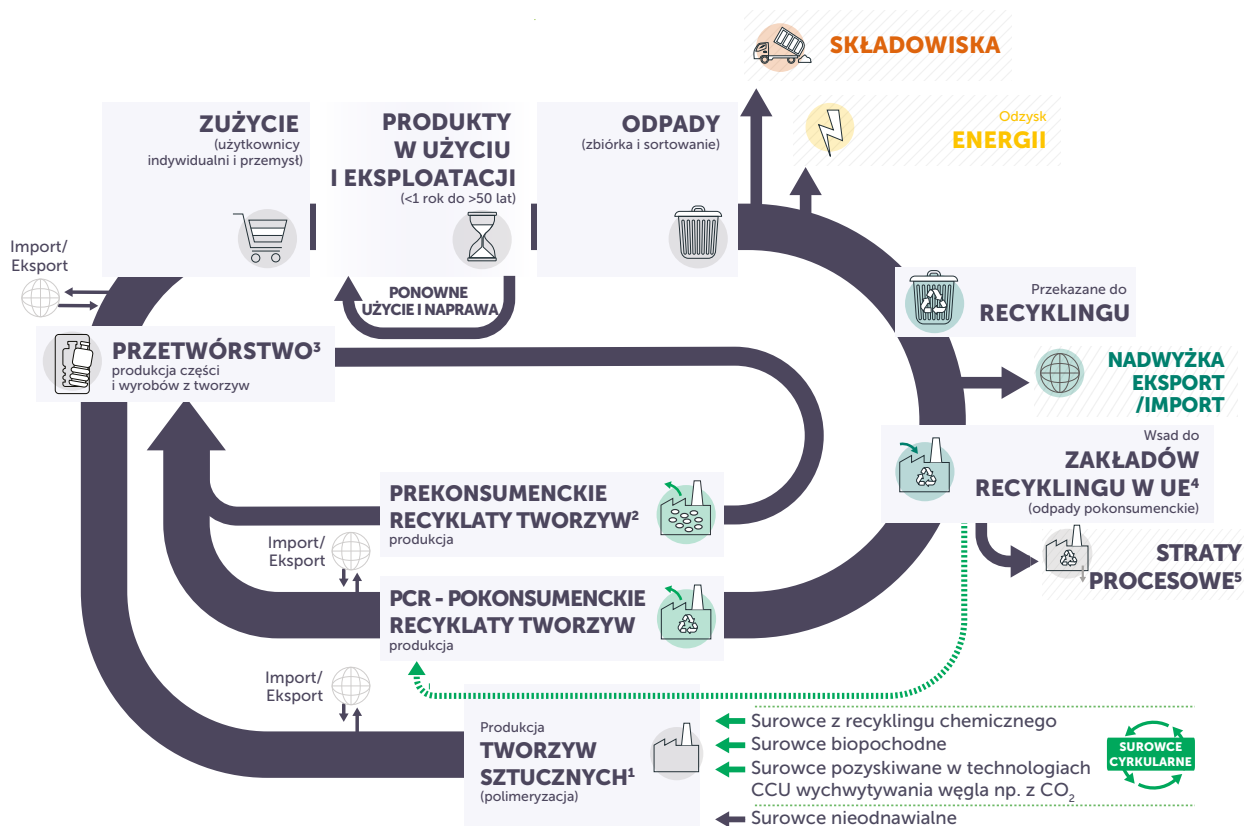 SKŁADOWISKA
Odzysk
ENERGII
ZUŻYCIE
(użytkownicy
indywidualni i przemysł)
PRODUKTY
W UŻYCIU
I EKSPLOATACJI
(<1 rok do >50 lat)
ODPADY
(zbiórka i sortowanie)
Import/
Eksport
PONOWNE
UŻYCIE I NAPRAWA
Przekazane do
RECYKLINGU
PRZETWÓRSTWO³
produkcja części
i wyrobów z tworzyw
NADWYŻKA
EKSPORT
/IMPORT
Wsad do
ZAKŁADÓW
RECYKLINGU W UE⁴
(odpady pokonsumenckie)
PREKONSUMENCKIE
RECYKLATY TWORZYW²
produkcja
Import/
Eksport
STRATY
PROCESOWE⁵
PCR - POKONSUMENCKIE
RECYKLATY TWORZYW
produkcja
Import/
Eksport
Produkcja
TWORZYW
SZTUCZNYCH¹
(polimeryzacja)
Surowce z recyklingu chemicznego
Surowce biopochodne
Surowce pozyskiwane w technologiach
CCU wychwytywania węgla np. z CO₂
SUROWCE
CYRKULARNE
Surowce nieodnawialne